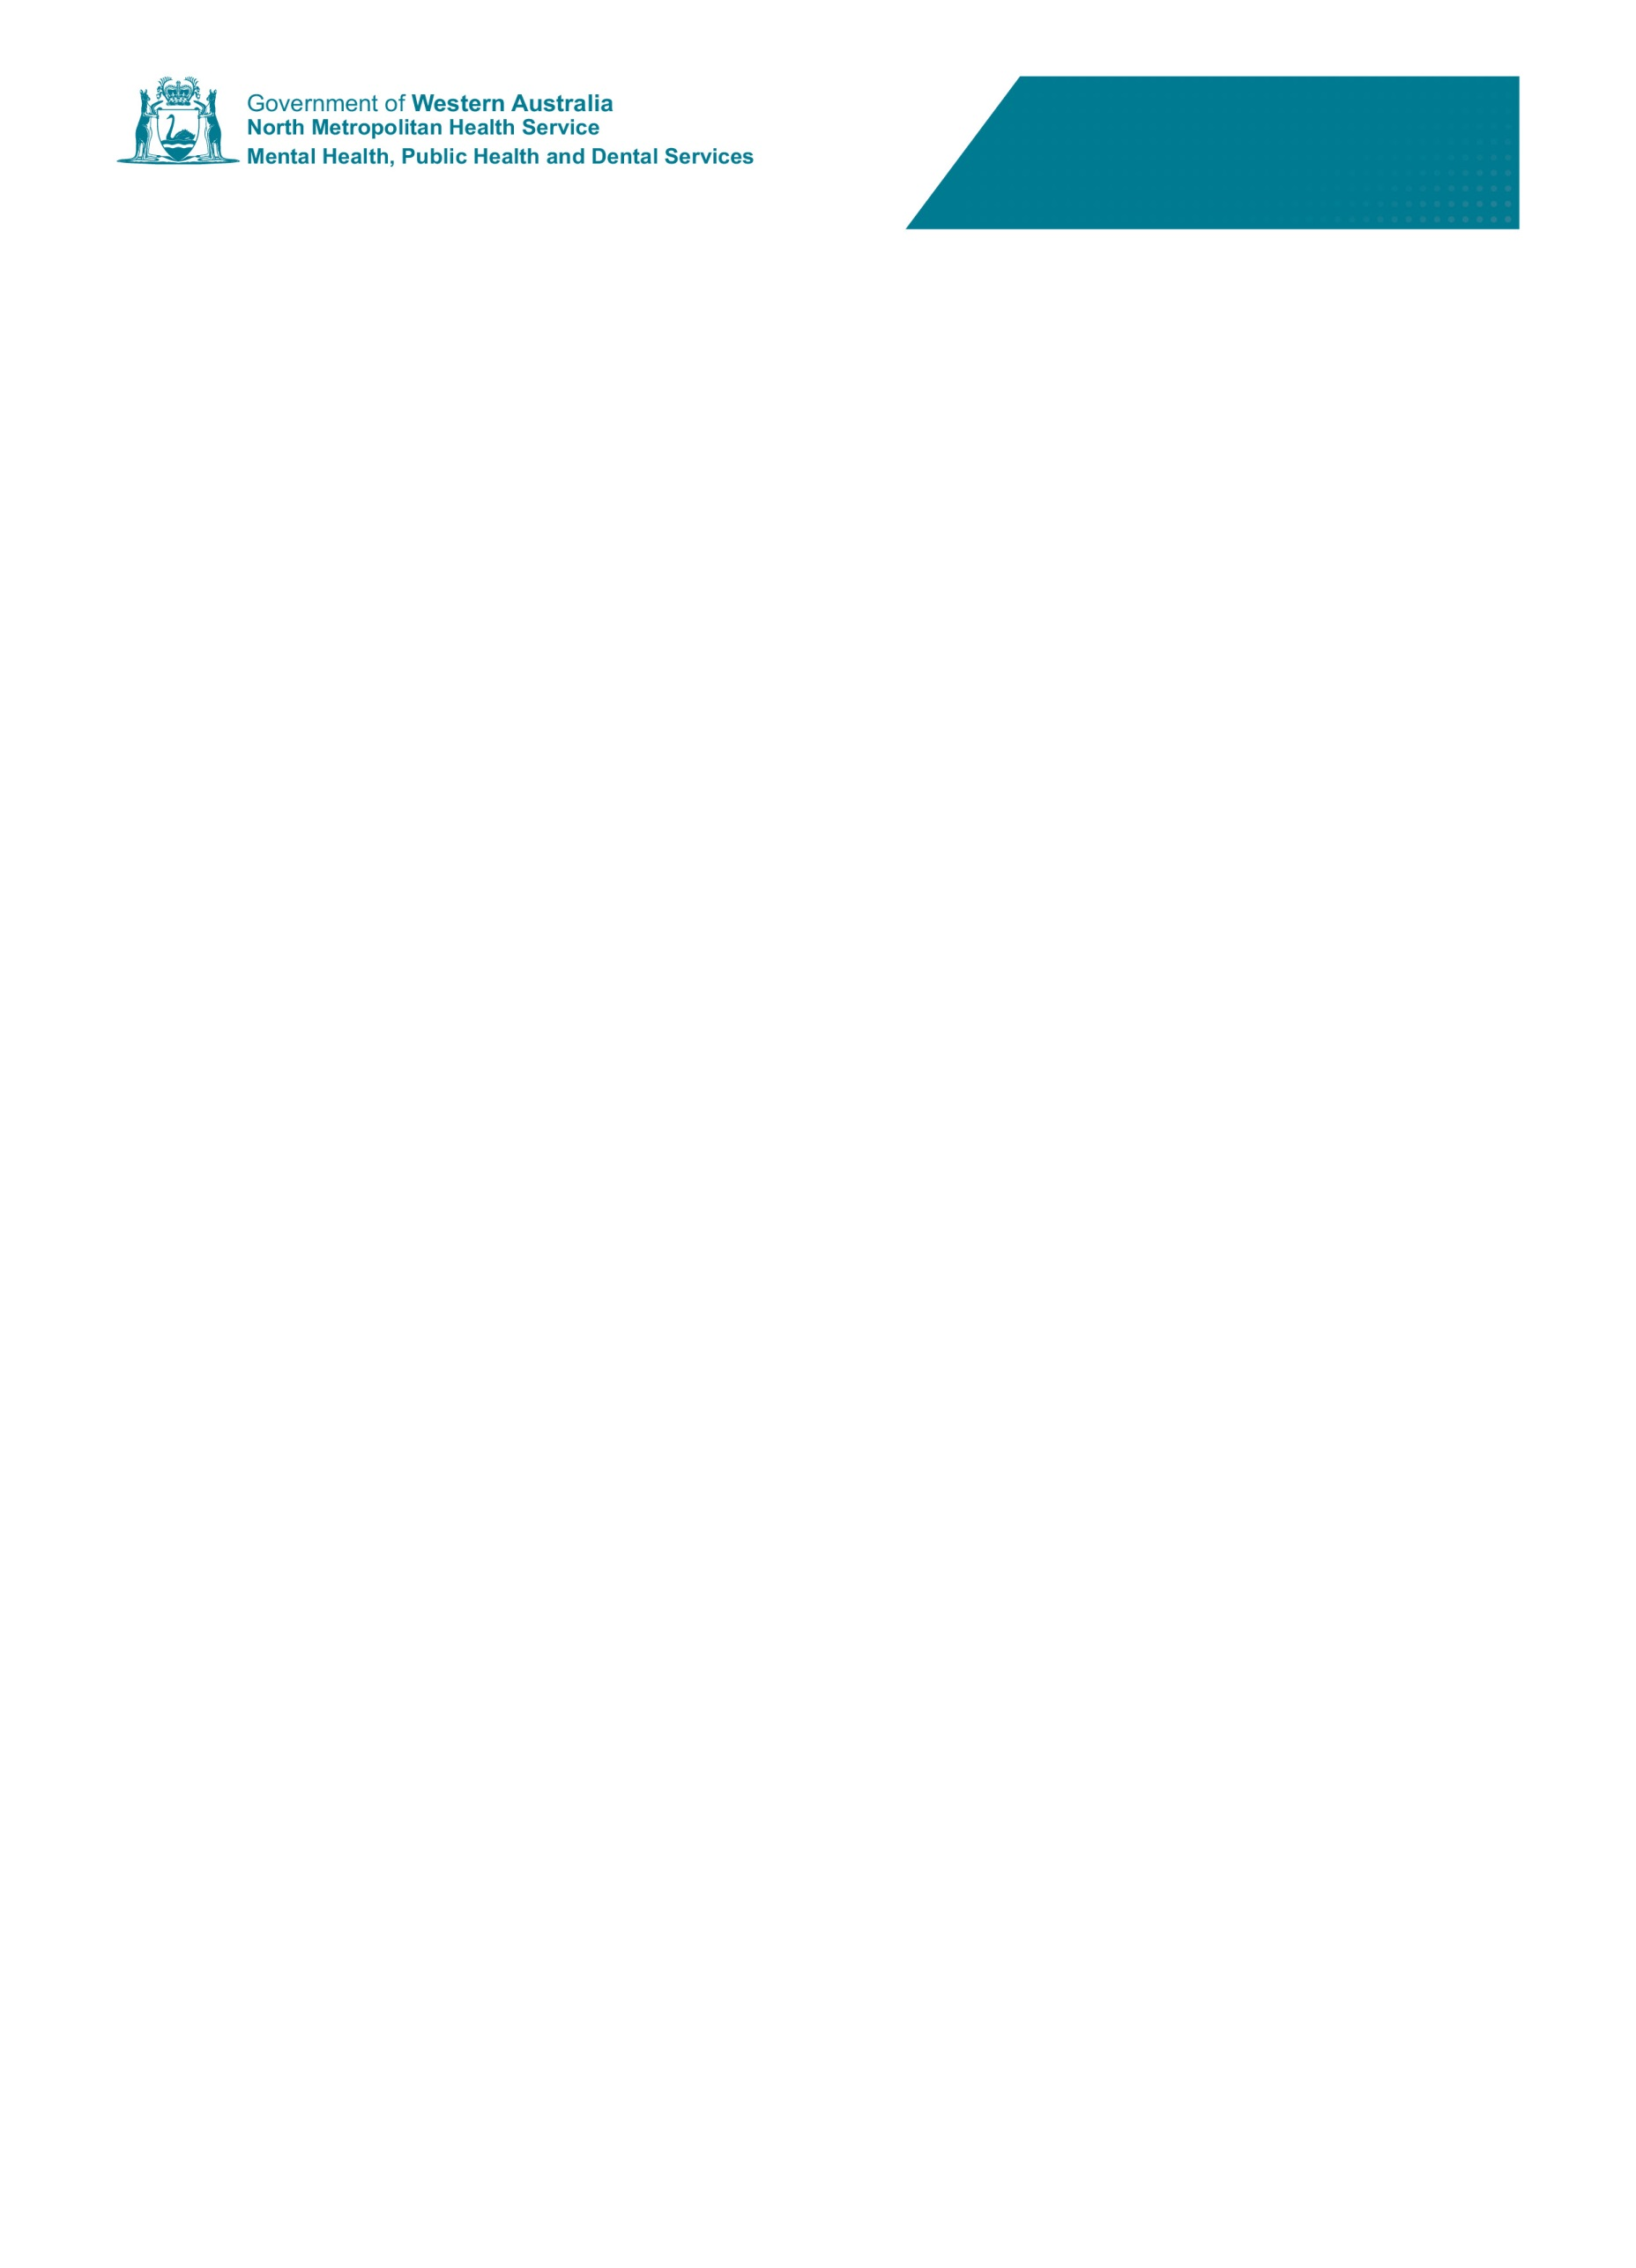 Government of Western Australia
North Metropolitan Health Service
Mental Health, Public Health and Dental Services